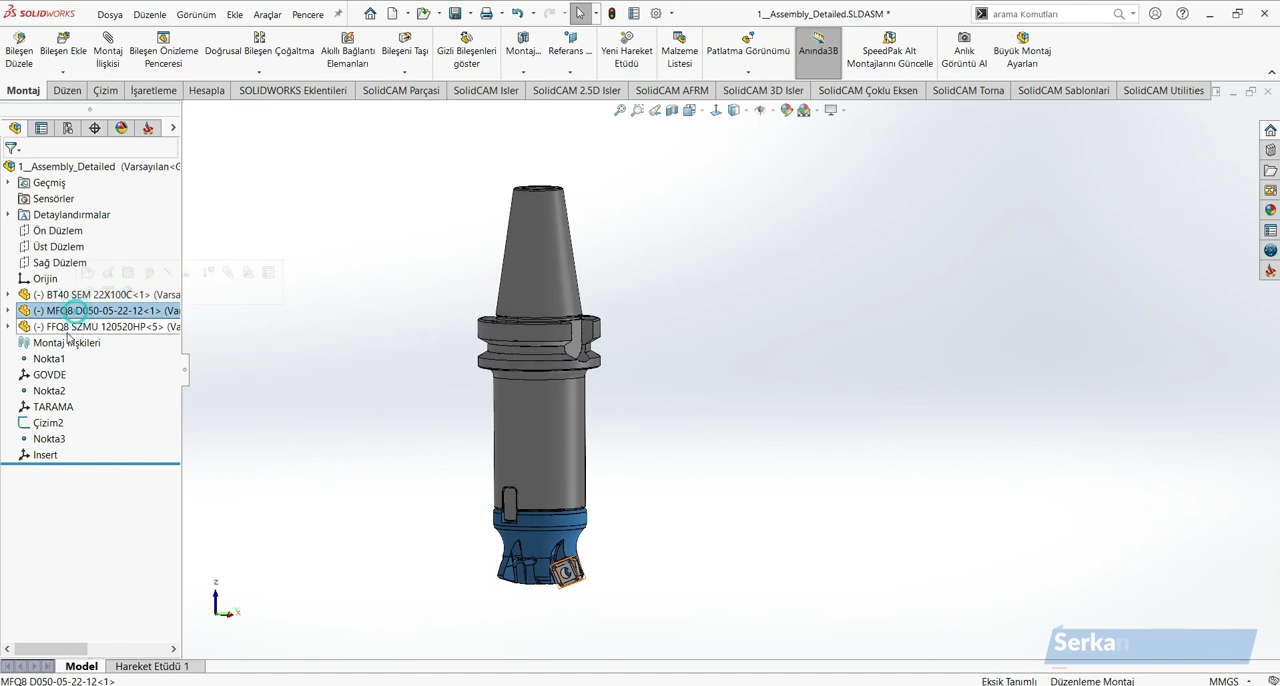 SOLIDWORKS
Dosya Düzenle Görünüm Ekle Araçlar Pencere
1__Assembly_Detailed.SLDASM *
arama Komutları
Bileşen Düzele
Bileşen Ekle
Montaj İlişkisi
Bileşen Önizleme Penceresi
Doğrusal Bileşen Çoğaltma
Akıllı Bağlantı Elemanları
Bileşeni Taşı
Gizli Bileşenleri göster
Montaj...
Referans ...
Yeni Hareket Etüdü
Malzeme Listesi
Patlatma Görünümü
Anında3B
SpeedPak Alt Montajlarını Güncelle
Anlık Görüntü Al
Büyük Montaj Ayarları
Montaj Düzen Çizim İşaretleme Hesapla SOLIDWORKS Eklentileri SolidCAM Parçası SolidCAM Isler SolidCAM 2.5D Isler SolidCAM AFRM SolidCAM 3D Isler SolidCAM Çoklu Eksen SolidCAM Torna SolidCAM Sablonlari SolidCAM Utilities
1__Assembly_Detailed (Varsayılan<G
Geçmiş
Sensörler
Detaylandırmalar
Ön Düzlem
Üst Düzlem
Sağ Düzlem
Orijin
(-) BT40 SEM 22X100C<1> (Varsa
(-) MFQ8 D050-05-22-12<1> (Var
(-) FFQ8 SZMU 120520HP<5> (Va
Montaj İlişkileri
Nokta1
GOVDE
Nokta2
TARAMA
Çizim2
Nokta3
Insert
z
x
Serkan
Model Hareket Etüdü 1
MFQ8 D050-05-22-12<1>
Eksik Tanımlı Düzenleme Montaj MMGS